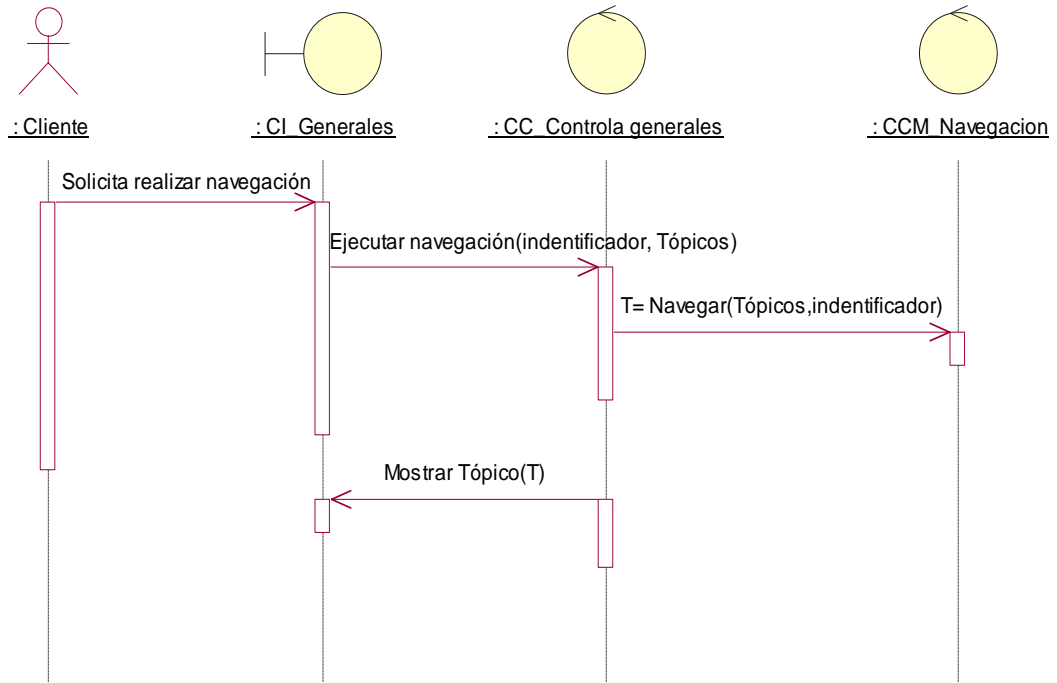 : Cliente
: CI_Generales
: CC_Controla generales
: CCM_Navegacion
Solicita realizar navegación
Ejecutar navegación(indentificador, Tópicos)
T= Navegar(Tópicos,indentificador)
Mostrar Tópico(T)